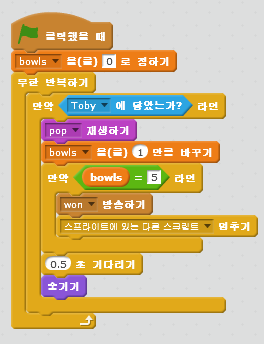 클릭했을 때
bowls 을(를) 0 로 정하기
무한 반복하기
만약 Toby 에 닿았는가? 라면
pop 재생하기
bowls 을(를) 1 만큼 바꾸기
만약 bowls = 5 라면
won 방송하기
스프라이트에 있는 다른 스크립트 멈추기
0.5 초 기다리기
숨기기